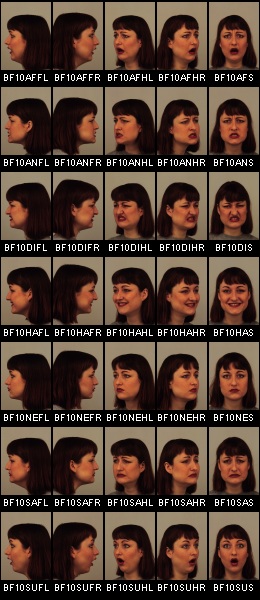 BF10AFFL BF10AFFR BF10AFHL BF10AFHR BF10AFS
BF10ANFL BF10ANFR BF10ANHL BF10ANHR BF10ANS
BF10DIFL BF10DIFR BF10DIHL BF10DIHR BF10DIS
BF10HAFL BF10HAFR BF10HAHL BF10HAHR BF10HAS
BF10NEFL BF10NEFR BF10NEHL BF10NEHR BF10NES
BF10SAFL BF10SAFR BF10SAHL BF10SAHR BF10SAS
BF10SUFL BF10SUFR BF10SUHL BF10SUHR BF10SUS